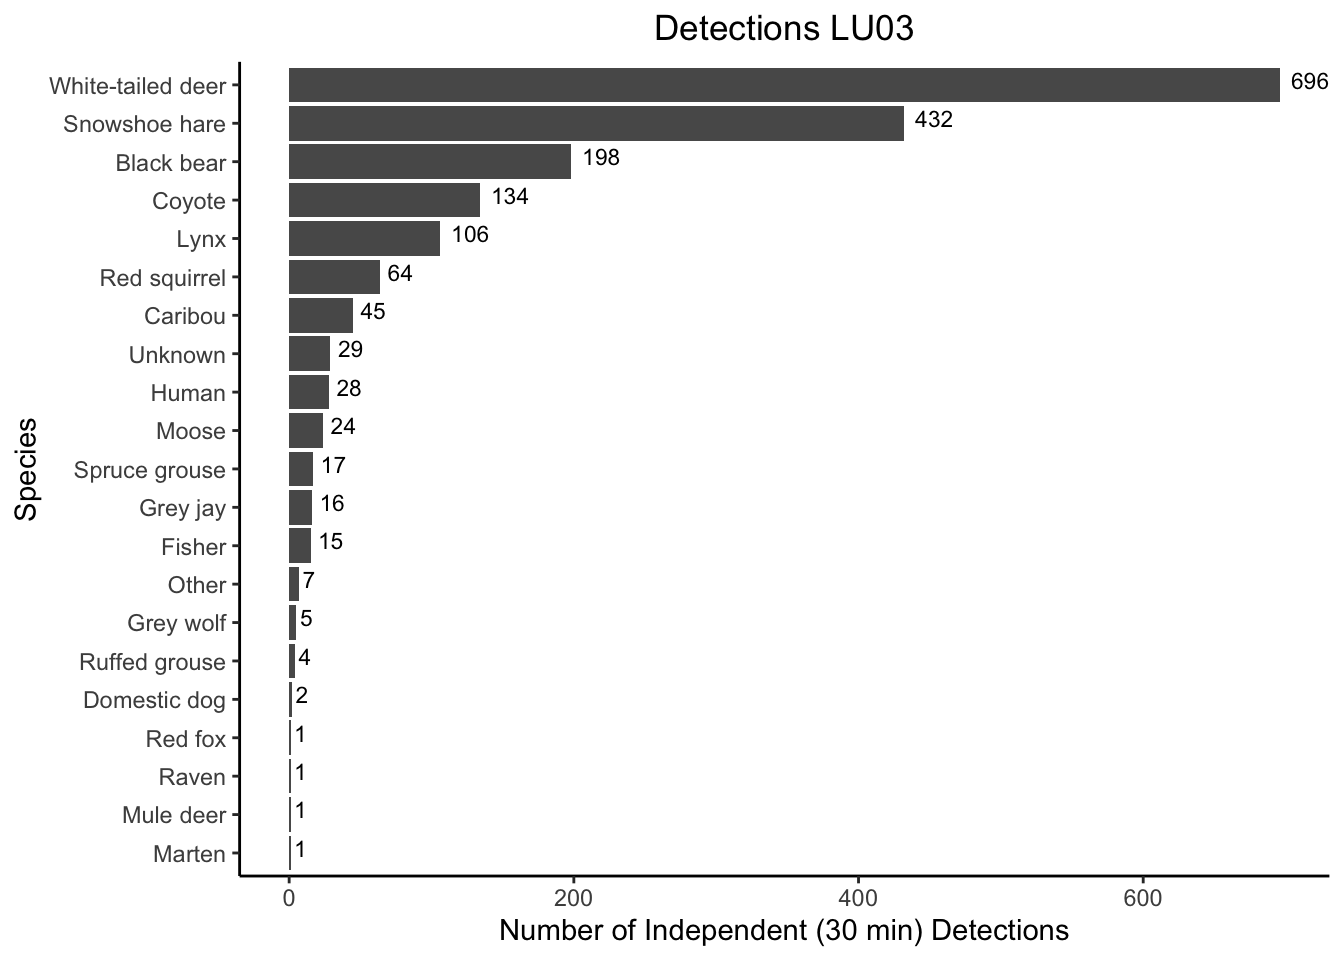 Detections LU03
White-tailed deer 696
Snowshoe hare 432
Black bear 198
Coyote 134
Lynx 106
Red squirrel 64
Caribou 45
Unknown 29
Human 28
Moose 24
Spruce grouse 17
Grey jay 16
Fisher 15
Other 7
Grey wolf 5
Ruffed grouse 4
Domestic dog 2
Red fox 1
Raven 1
Mule deer 1
Marten 1
Species
0 200 400 600
Number of Independent (30 min) Detections